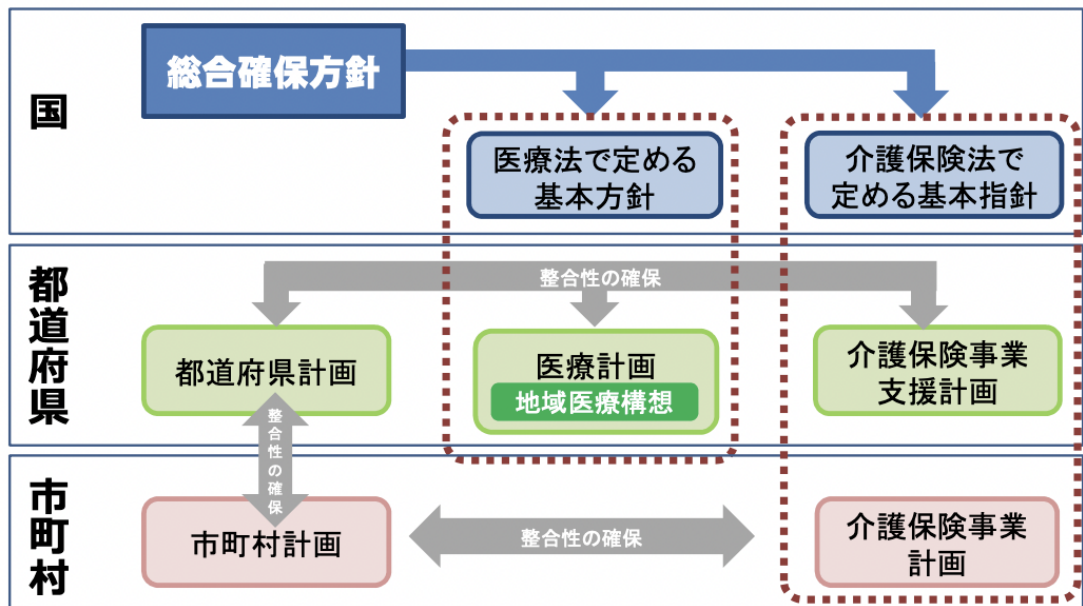 国
総合確保方針
医療法で定める
基本方針
介護保険法で
定める基本指針
都道府県
整合性の確保
都道府県計画
医療計画
地域医療構想
介護保険事業
支援計画
整合性の確保
市町村
市町村計画
整合性の確保
介護保険事業
計画